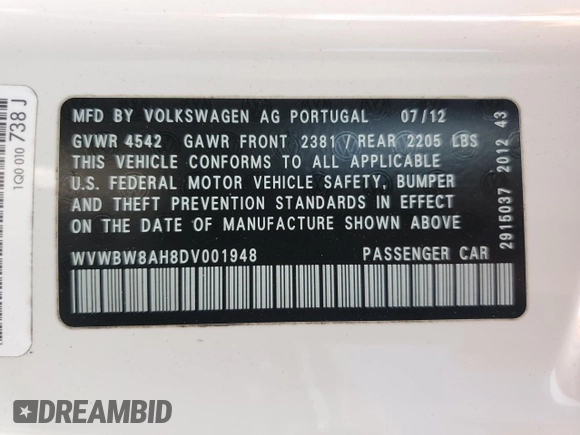 MFD BY VOLKSWAGEN AG PORTUGAL 07/12
GVWR 4542 GAWR FRONT 2381/REAR 2205 LBS
THIS VEHICLE CONFORMS TO ALL APPLICABLE
U.S. FEDERAL MOTOR VEHICLE SAFETY, BUMPER
AND THEFT PREVENTION STANDARDS IN EFFECT
ON THE DATE OF MANUFACTURE SHOWN ABOVE
WVWBW8AH8DV001948 PASSENGER CAR
2915037 2012 43
1Q0 010 738 J
DREAMBID